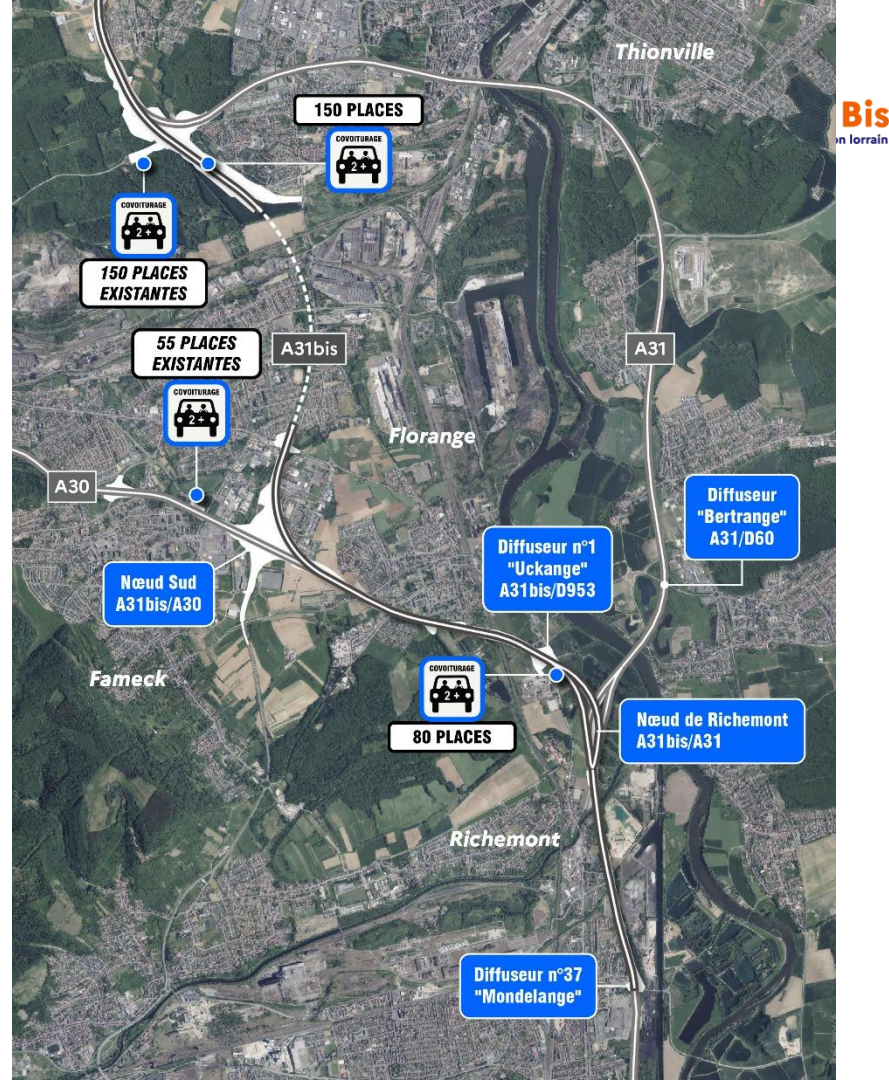 Thionville
150 PLACES
Bis
n lorrain
COVOITURAGE
2+
COVOITURAGE
2+
150 PLACES
EXISTANTES
55 PLACES
EXISTANTES
A31bis
A31
COVOITURAGE
2+
Florange
A30
Diffuseur
"Bertrange"
A31/D60
Diffuseur n°1
"Uckange"
A31bis/D953
Nœud Sud
A31bis/A30
Fameck
COVOITURAGE
2+
80 PLACES
Nœud de Richemont
A31bis/A31
Richemont
Diffuseur n°37
"Mondelange"